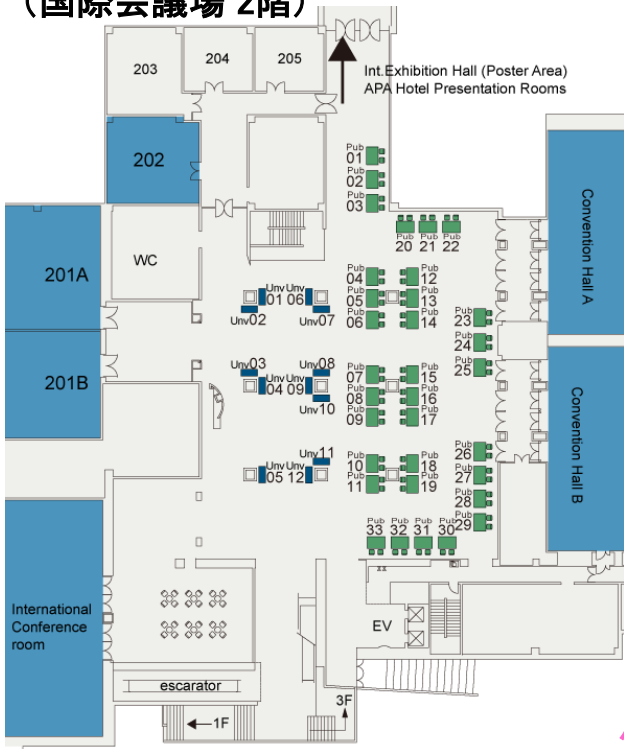 （国際会議場 2階）
203
204
205
Int.Exhibition Hall (Poster Area)
APA Hotel Presentation Rooms
202
Pub
01
Pub
02
Pub
03
Pub
20
Pub
21
Pub
22
Convention Hall A
201A
WC
Pub
04
Pub
05
Pub
06
Pub
12
Pub
13
Pub
14
Unv
01
Unv
06
Unv02
Unv07
Pub
23
Pub
24
Pub
25
201B
Unv03
Unv
04
Unv08
Unv
09
Unv
10
Pub
07
Pub
08
Pub
09
Pub
15
Pub
16
Pub
17
Convention Hall B
Unv
05
Unv11
Unv
12
Pub
10
Pub
11
Pub
18
Pub
19
Pub
26
Pub
27
Pub
28
Pub
29
Pub
33
Pub
32
Pub
31
Pub
30
International
Conference
room
EV
escarator
1F
3F